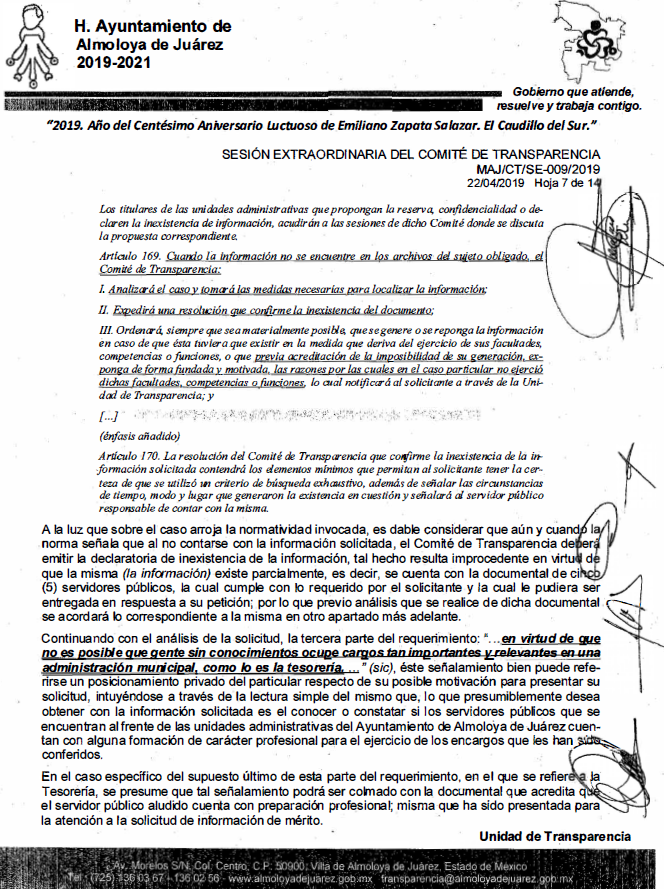 H. Ayuntamiento de
Almoloya de Juárez
2019-2021
Gobierno que atiende,
resuelve y trabaja contigo.
"2019. Año del Centésimo Aniversario Luctuoso de Emiliano Zapata Salazar. El Caudillo del Sur."
SESIÓN EXTRAORDINARIA DEL COMITÉ DE TRANSPARENCIA
MAJ/CT/SE-009/2019
22/04/2019 Hoja 7 de 14
Los titulares de las unidades administrativas que propongan la reserva, confidencialidad o de-
claren la inexistencia de información, acudirán a las sesiones de dicho Comité donde se discuta
la propuesta correspondiente.
Artículo 169. Cuando la información no se encuentre en los archivos del sujeto obligado, el
Comité de Transparencia:
I. Analizará el caso y tomará las medidas necesarias para localizar la información;
II. Expedirá una resolución que confirme la inexistencia del documento;
III. Ordenará, siempre que sea materialmente posible, que se genere o se reponga la información
en caso de que ésta tuviera que existir en la medida que deriva del ejercicio de sus facultades,
competencias o funciones, o que previa acreditación de la imposibilidad de su generación, ex-
ponga de forma fundada y motivada, las razones por las cuales en el caso particular no ejerció
dichas facultades, competencias o funciones, lo cual notificará al solicitante a través de la Uni-
dad de Transparencia; y
[...]
(énfasis añadido)
Artículo 170. La resolución del Comité de Transparencia que confirme la inexistencia de la in-
formación solicitada contendrá los elementos mínimos que permitan al solicitante tener la cer-
teza de que se utilizó un criterio de búsqueda exhaustivo, además de señalar las circunstancias
de tiempo, modo y lugar que generaron la existencia en cuestión y señalará al servidor público
responsable de contar con la misma.
A la luz que sobre el caso arroja la normatividad invocada, es dable considerar que aún y cuando la
norma señala que al no contarse con la información solicitada, el Comité de Transparencia deberá
emitir la declaratoria de inexistencia de la información, tal hecho resulta improcedente en virtud de
que la misma (la información) existe parcialmente, es decir, se cuenta con la documental de cinco
(5) servidores públicos, la cual cumple con lo requerido por el solicitante y la cual le pudiera ser
entregada en respuesta a su petición; por lo que previo análisis que se realice de dicha documental
se acordará lo correspondiente a la misma en otro apartado más adelante.
Continuando con el análisis de la solicitud, la tercera parte del requerimiento: "...en virtud de que
no es posible que gente sin conocimientos ocupe cargos tan importantes y relevantes en una
administración municipal, como lo es la tesorería, ..." (sic), éste señalamiento bien puede refe-
rirse un posicionamiento privado del particular respecto de su posible motivación para presentar su
solicitud, intuyéndose a través de la lectura simple del mismo que, lo que presumiblemente desea
obtener con la información solicitada es el conocer o constatar si los servidores públicos que se
encuentran al frente de las unidades administrativas del Ayuntamiento de Almoloya de Juárez cuen-
tan con alguna formación de carácter profesional para el ejercicio de los encargos que les han sido
conferidos.
En el caso específico del supuesto último de esta parte del requerimiento, en el que se refiere a la
Tesorería, se presume que tal señalamiento podrá ser colmado con la documental que acredita que
el servidor público aludido cuenta con preparación profesional; misma que ha sido presentada para
la atención a la solicitud de información de mérito.
Unidad de Transparencia
Av. Morelos S/N, Col. Centro, C.P. 50900, Villa de Almoloya de Juárez, Estado de México
Tel.: (725) 136 03 67 - 136 02 56 - www.almoloyadejuarez.gob.mx transparencia@almoloyadejuarez.gob.mx